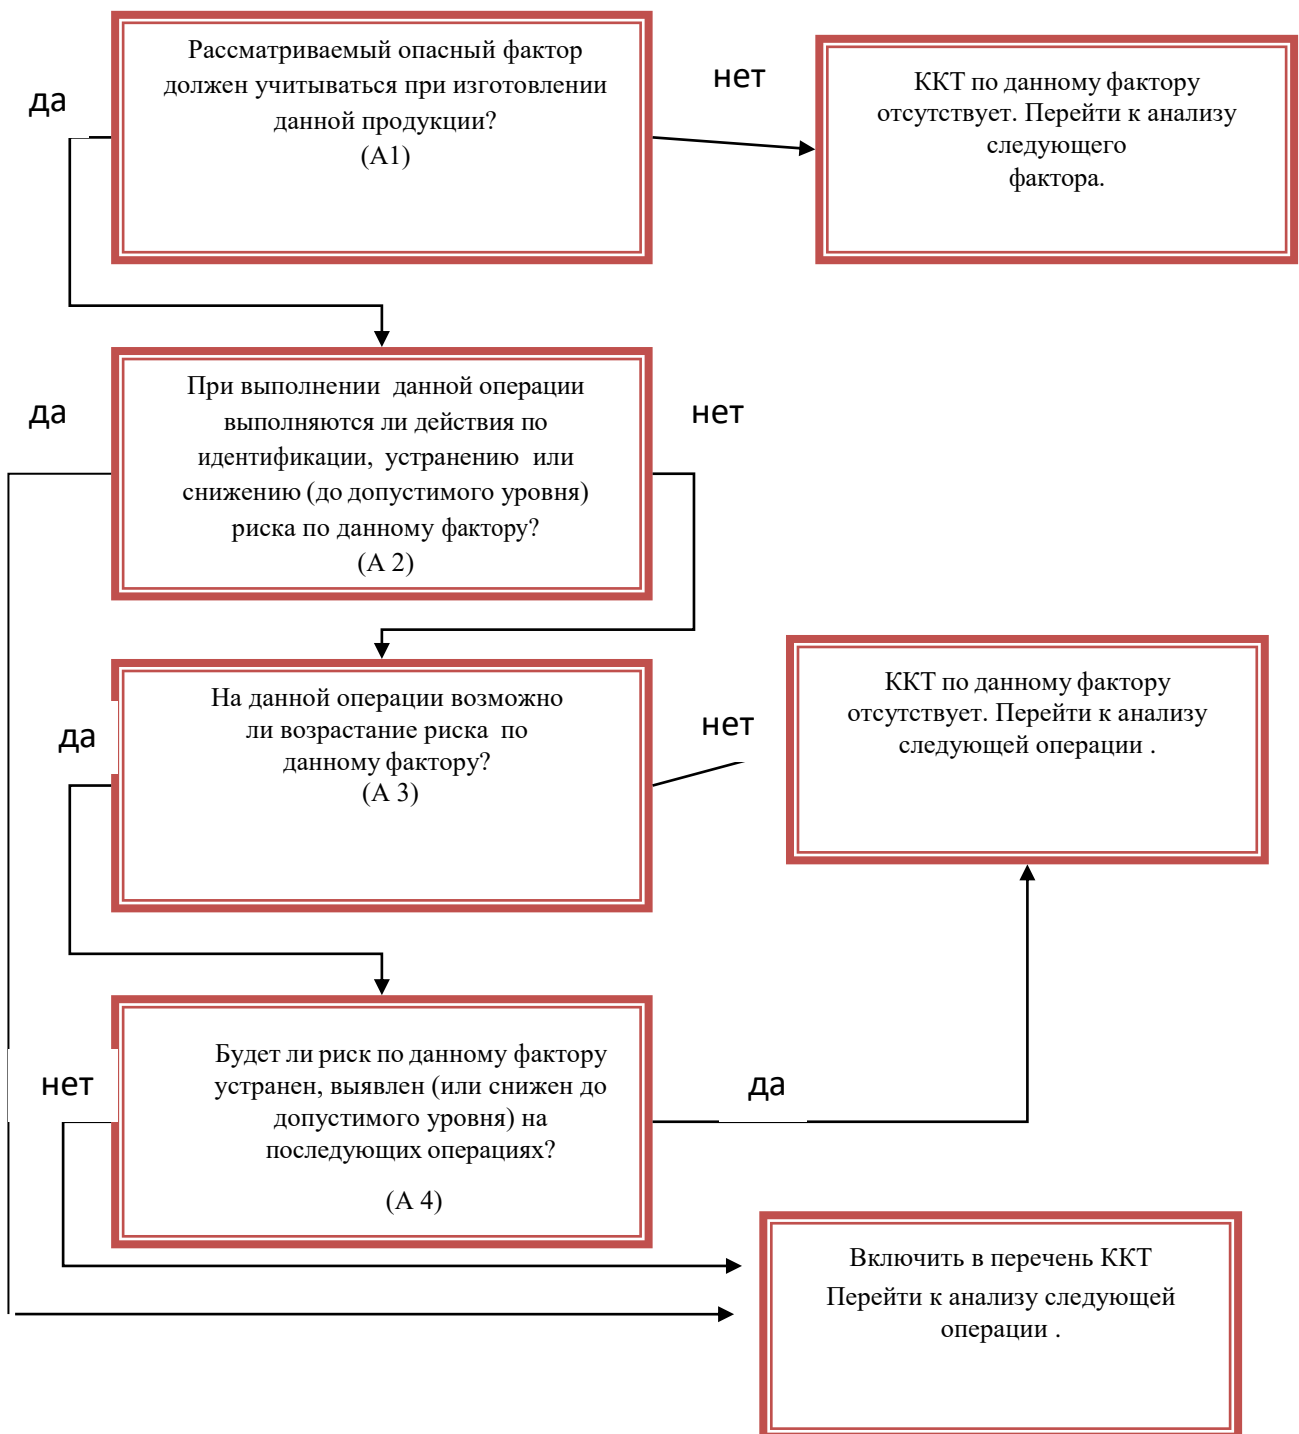 Рассматриваемый опасный фактор
должен учитываться при изготовлении
данной продукции?
(А1)
да
нет
ККТ по данному фактору
отсутствует. Перейти к анализу
следующего
фактора.
При выполнении данной операции
выполняются ли действия по
идентификации, устранению или
снижению (до допустимого уровня)
риска по данному фактору?
(А 2)
да
нет
На данной операции возможно
ли возрастание риска по
данному фактору?
(А 3)
да
нет
ККТ по данному фактору
отсутствует. Перейти к анализу
следующей операции .
Будет ли риск по данному фактору
устранен, выявлен (или снижен до
допустимого уровня) на
последующих операциях?
(А 4)
нет
да
Включить в перечень ККТ
Перейти к анализу следующей
операции .